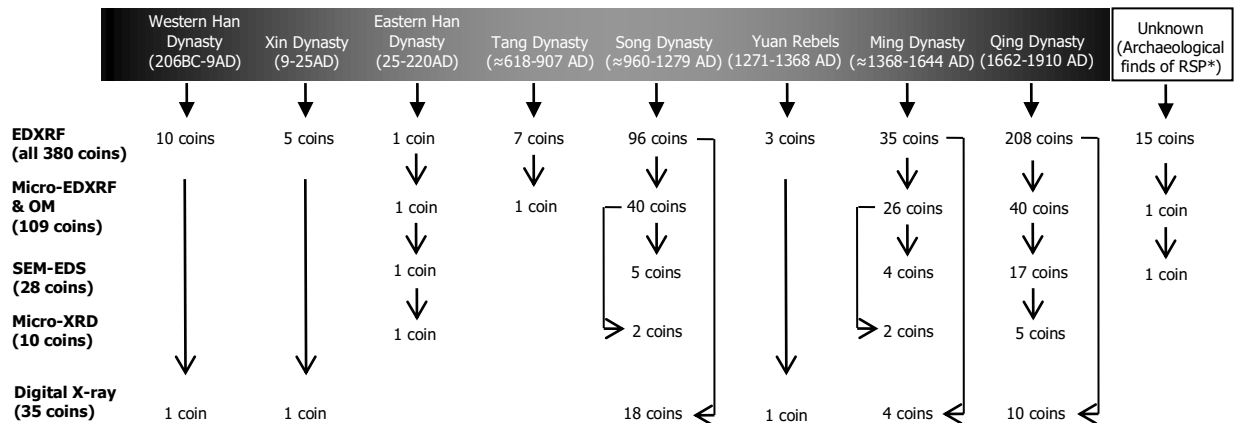 Western Han
Dynasty
(206BC-9AD)
Xin Dynasty
(9-25AD)
Eastern Han
Dynasty
(25-220AD)
Tang Dynasty
(≈618-907 AD)
Song Dynasty
(≈960-1279 AD)
Yuan Rebels
(1271-1368 AD)
Ming Dynasty
(≈1368-1644 AD)
Qing Dynasty
(1662-1910 AD)
Unknown
(Archaeological
finds of RSP*)
EDXRF
(all 380 coins)
10 coins
5 coins
1 coin
7 coins
96 coins
3 coins
35 coins
208 coins
15 coins
Micro-EDXRF
& OM
(109 coins)
1 coin
1 coin
40 coins
26 coins
40 coins
1 coin
SEM-EDS
(28 coins)
1 coin
5 coins
4 coins
17 coins
1 coin
Micro-XRD
(10 coins)
1 coin
2 coins
2 coins
5 coins
Digital X-ray
(35 coins)
1 coin
1 coin
18 coins
1 coin
4 coins
10 coins